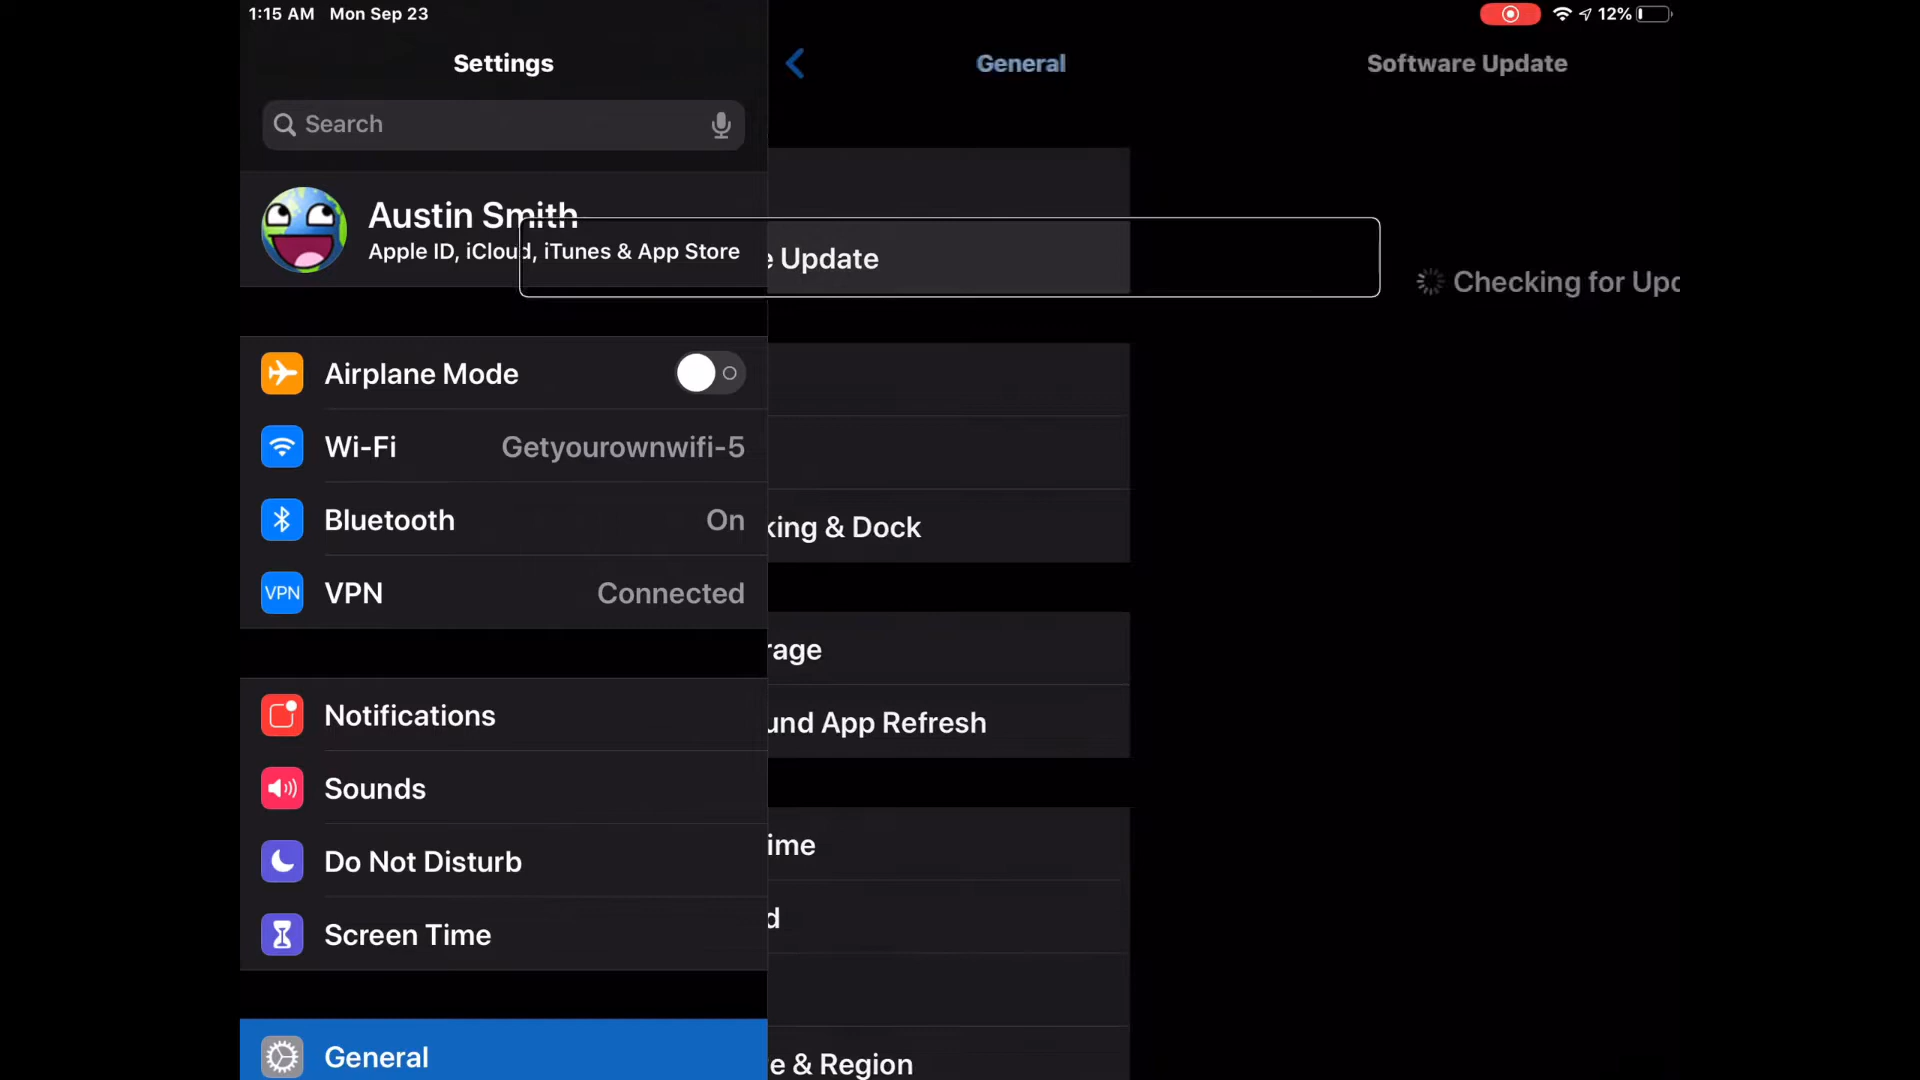 1:15 AM Mon Sep 23
12%
Settings
General
Software Update
Search
Austin Smith
Apple ID, iCloud, iTunes & App Store
e Update
Checking for Upd
Airplane Mode
Wi-Fi Getyourownwifi-5
Bluetooth On
king & Dock
VPN VPN Connected
rage
Notifications
und App Refresh
Sounds
ime
Do Not Disturb
d
Screen Time
General
e & Region